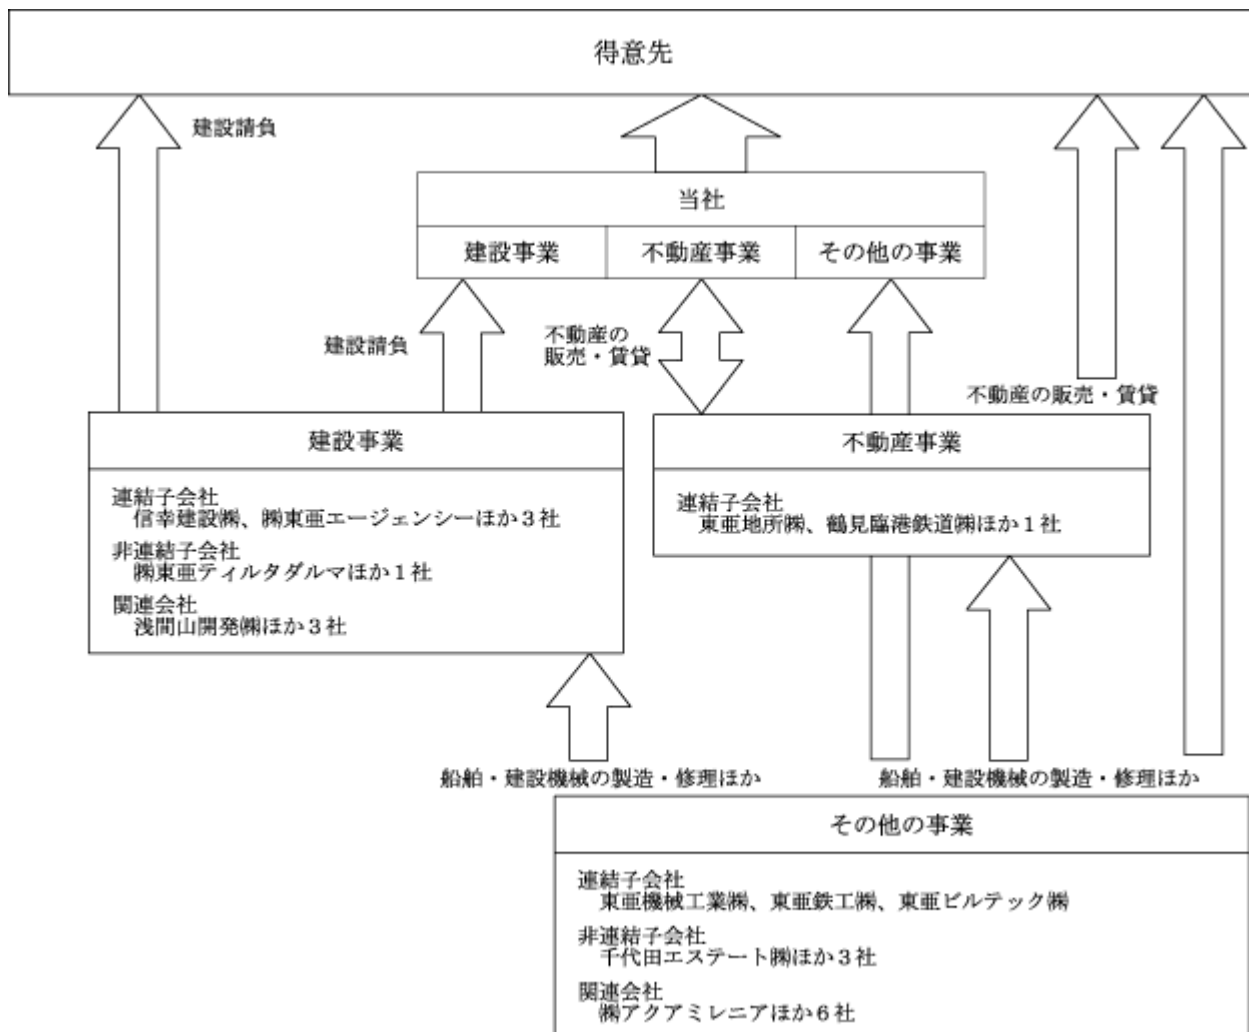 得意先
建設請負
当社
建設事業
不動産事業
その他の事業
建設請負
不動産の
販売・賃貸
不動産の販売・賃貸
建設事業
連結子会社
信幸建設㈱、㈱東亜エージェンシーほか３社
非連結子会社
㈱東亜ティルタダルマほか１社
関連会社
浅間山開発㈱ほか３社
不動産事業
連結子会社
東亜地所㈱、鶴見臨港鉄道㈱ほか１社
船舶・建設機械の製造・修理ほか
船舶・建設機械の製造・修理ほか
その他の事業
連結子会社
東亜機械工業㈱、東亜鉄工㈱、東亜ビルテック㈱
非連結子会社
千代田エステート㈱ほか３社
関連会社
㈱アクアミレニアほか６社